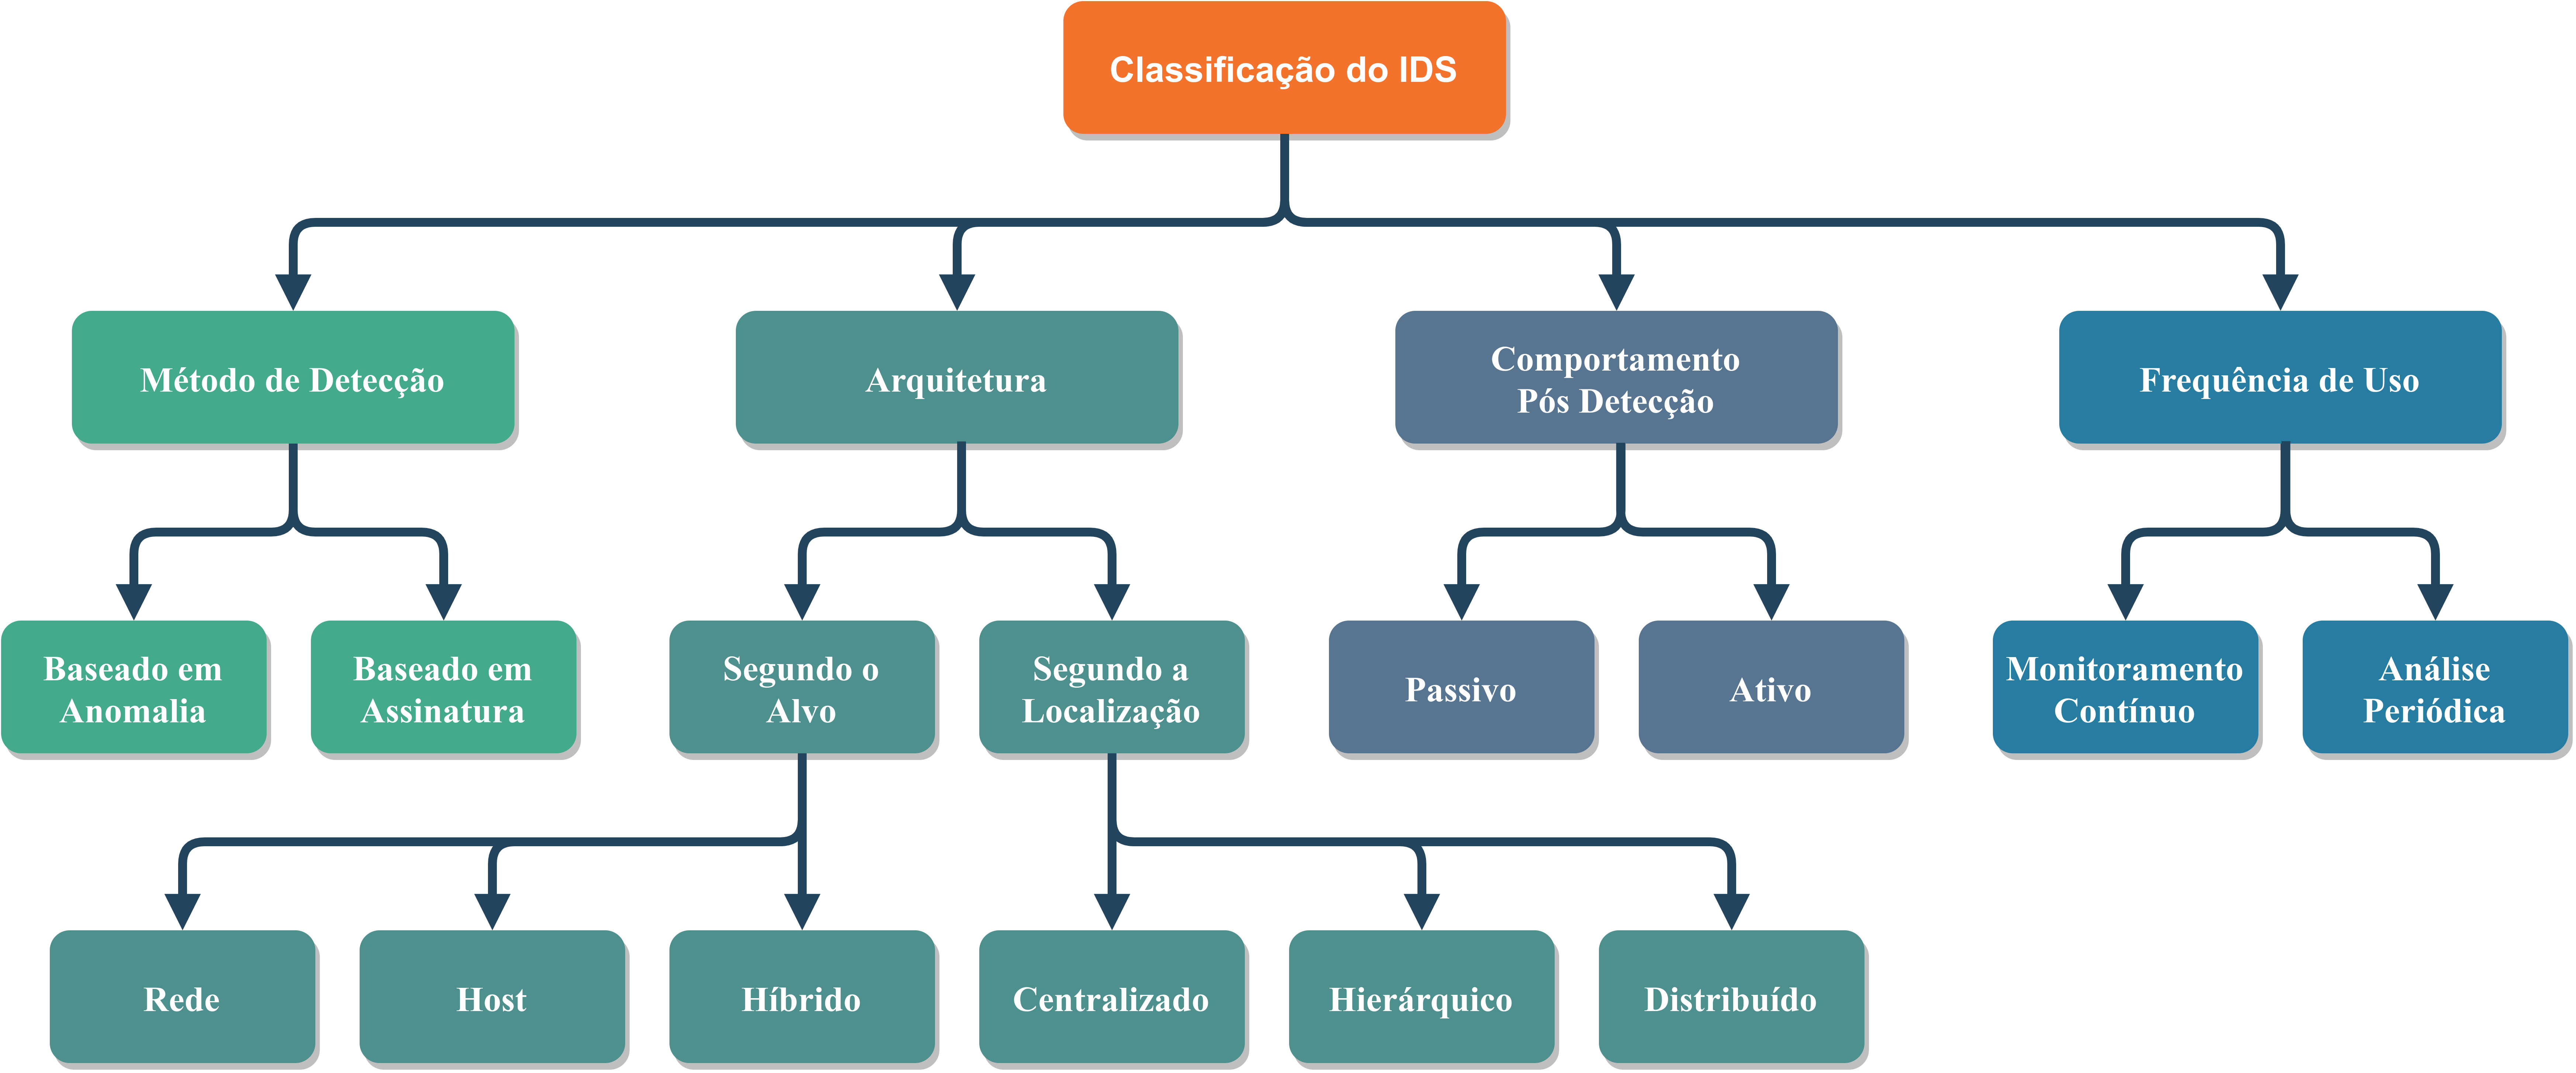 Classificação do IDS
Método de Detecção
Arquitetura
Comportamento
Pós Detecção
Frequência de Uso
Baseado em
Anomalia
Baseado em
Assinatura
Segundo o
Alvo
Segundo a
Localização
Passivo
Ativo
Monitoramento
Contínuo
Análise
Periódica
Rede
Host
Híbrido
Centralizado
Hierárquico
Distribuído